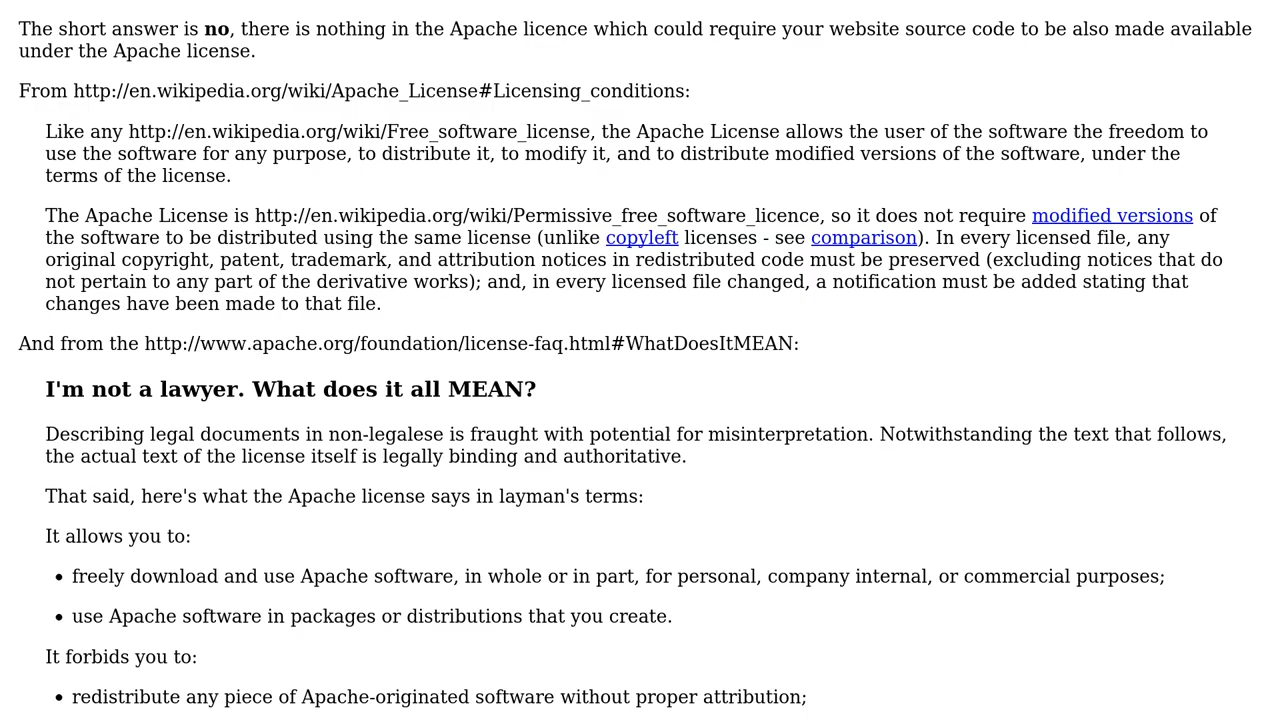 The short answer is no, there is nothing in the Apache licence which could require your website source code to be also made available
under the Apache license.
From http://en.wikipedia.org/wiki/Apache_License#Licensing_conditions:
Like any http://en.wikipedia.org/wiki/Free_software_license, the Apache License allows the user of the software the freedom to
use the software for any purpose, to distribute it, to modify it, and to distribute modified versions of the software, under the
terms of the license.
The Apache License is http://en.wikipedia.org/wiki/Permissive_free_software_licence, so it does not require modified versions of
the software to be distributed using the same license (unlike copyleft licenses - see comparison). In every licensed file, any
original copyright, patent, trademark, and attribution notices in redistributed code must be preserved (excluding notices that do
not pertain to any part of the derivative works); and, in every licensed file changed, a notification must be added stating that
changes have been made to that file.
And from the http://www.apache.org/foundation/license-faq.html#WhatDoesItMEAN:
I'm not a lawyer. What does it all MEAN?
Describing legal documents in non-legalese is fraught with potential for misinterpretation. Notwithstanding the text that follows,
the actual text of the license itself is legally binding and authoritative.
That said, here's what the Apache license says in layman's terms:
It allows you to:
• freely download and use Apache software, in whole or in part, for personal, company internal, or commercial purposes;
• use Apache software in packages or distributions that you create.
It forbids you to:
• redistribute any piece of Apache-originated software without proper attribution;